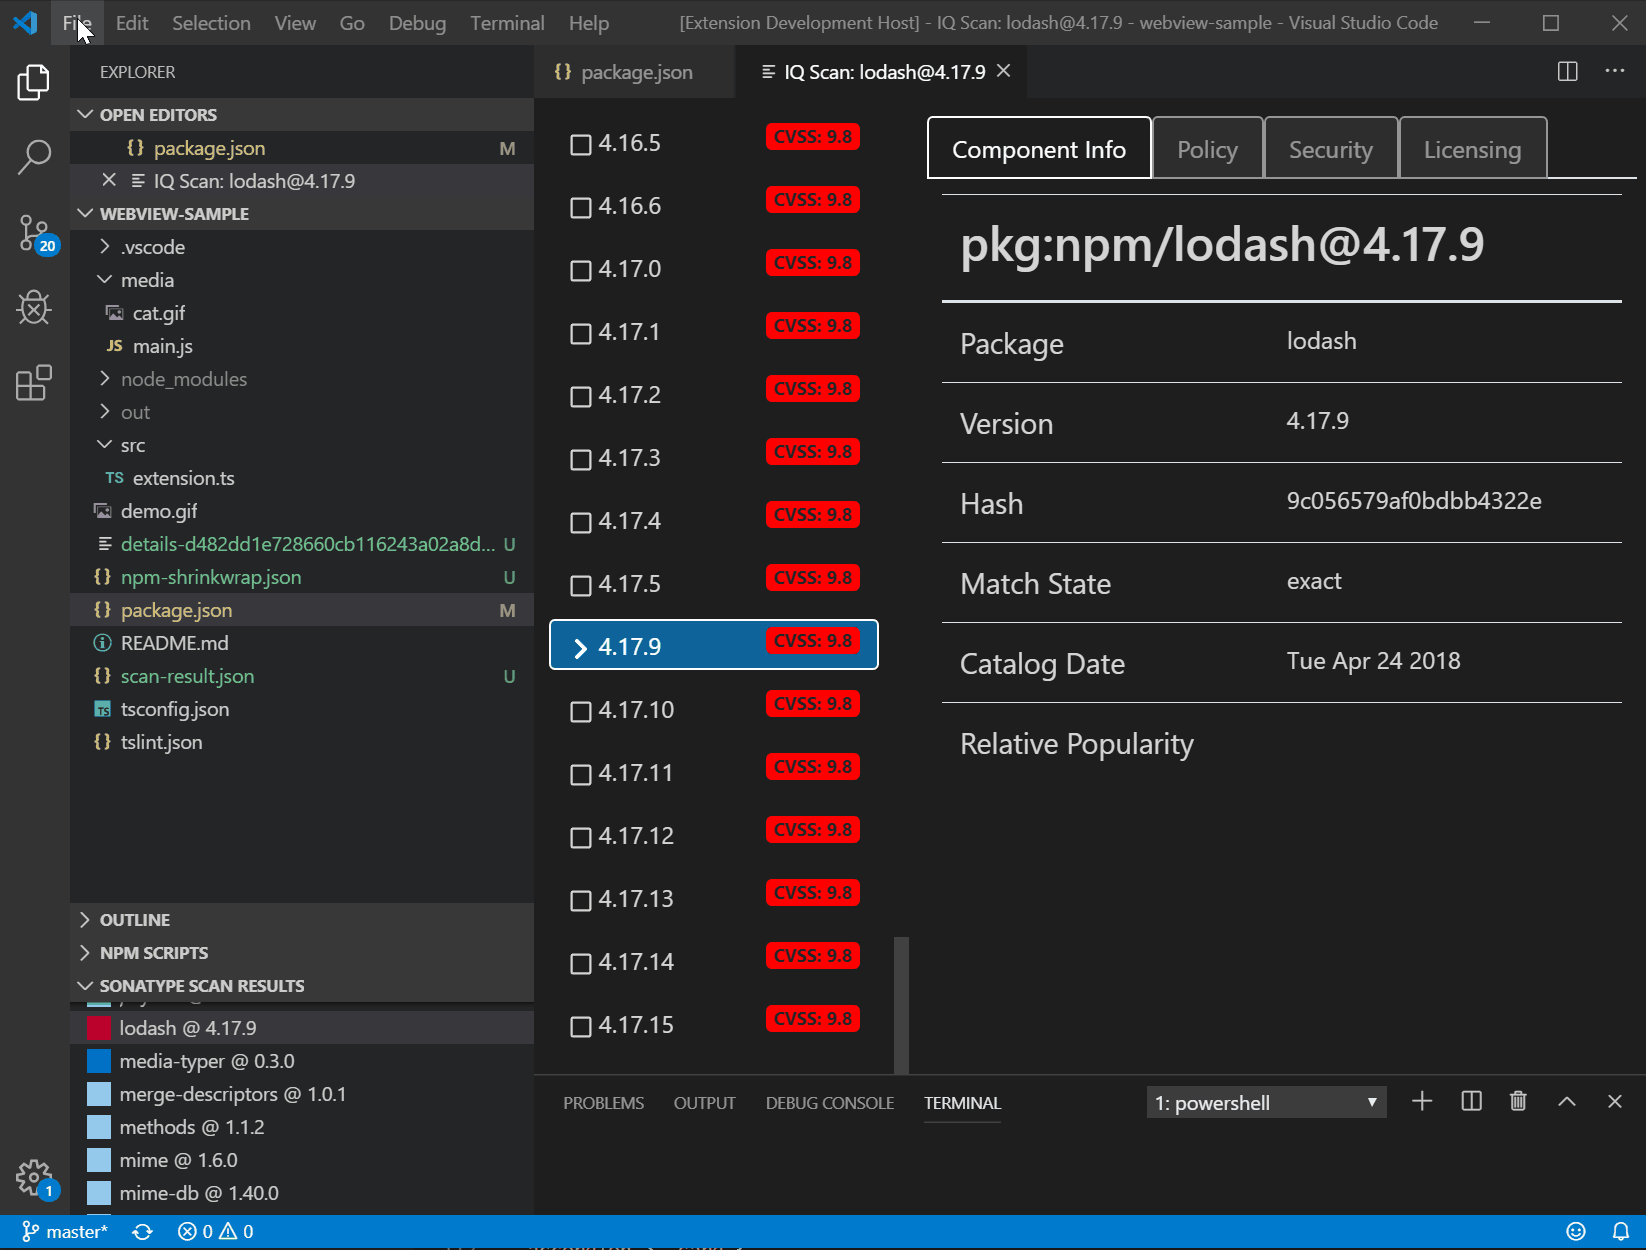 File Edit Selection View Go Debug Terminal Help [Extension Development Host] - IQ Scan: lodash@4.17.9 - webview-sample - Visual Studio Code
EXPLORER
OPEN EDITORS
{} package.json M
IQ Scan: lodash@4.17.9
WEBVIEW-SAMPLE
.vscode
media
cat.gif
JS main.js
node_modules
out
src
TS extension.ts
demo.gif
details-d482dd1e728660cb116243a02a8d... U
{} npm-shrinkwrap.json U
{} package.json M
README.md
{} scan-result.json U
TS tsconfig.json
{} tslint.json
OUTLINE
NPM SCRIPTS
SONATYPE SCAN RESULTS
lodash @ 4.17.9
media-typer @ 0.3.0
merge-descriptors @ 1.0.1
methods @ 1.1.2
mime @ 1.6.0
mime-db @ 1.40.0
20
1
{} package.json
IQ Scan: lodash@4.17.9
4.16.5 CVSS: 9.8
4.16.6 CVSS: 9.8
4.17.0 CVSS: 9.8
4.17.1 CVSS: 9.8
4.17.2 CVSS: 9.8
4.17.3 CVSS: 9.8
4.17.4 CVSS: 9.8
4.17.5 CVSS: 9.8
4.17.9 CVSS: 9.8
4.17.10 CVSS: 9.8
4.17.11 CVSS: 9.8
4.17.12 CVSS: 9.8
4.17.13 CVSS: 9.8
4.17.14 CVSS: 9.8
4.17.15 CVSS: 9.8
Component Info Policy Security Licensing
pkg:npm/lodash@4.17.9
Package lodash
Version 4.17.9
Hash 9c056579af0bdbb4322e
Match State exact
Catalog Date Tue Apr 24 2018
Relative Popularity
PROBLEMS OUTPUT DEBUG CONSOLE TERMINAL 1: powershell
master* 0 0